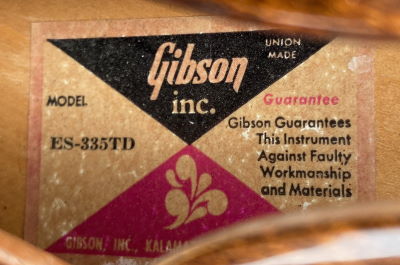 Gibson
inc.
UNION
MADE
MODEL
ES-335TD
Guarantee
Gibson Guarantees
This Instrument
Against Faulty
Workmanship
and Materials
GIBSON, INC.,